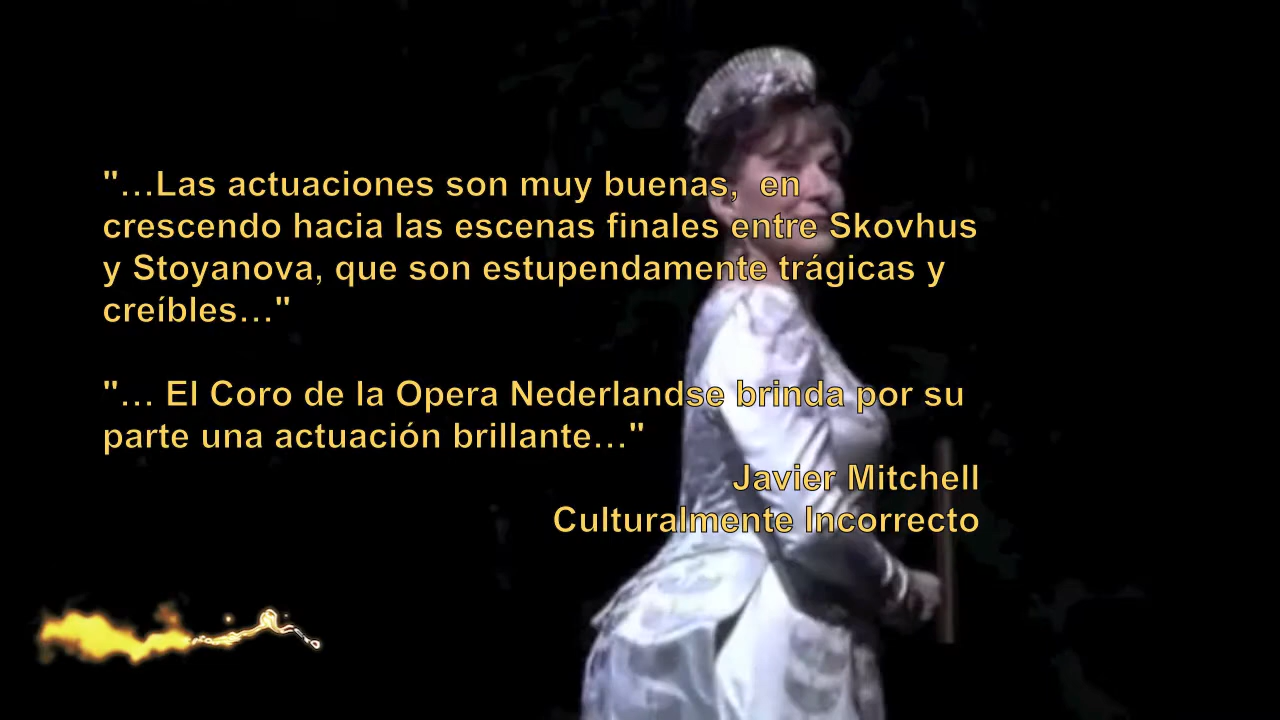 "...Las actuaciones son muy buenas,  en
crescendo hacia las escenas finales entre Skovhus
y Stoyanova, que son estupendamente trágicas y
creíbles..."
"... El Coro de la Opera Nederlandse brinda por su
parte una actuación brillante..."
Javier Mitchell
Culturalmente Incorrecto